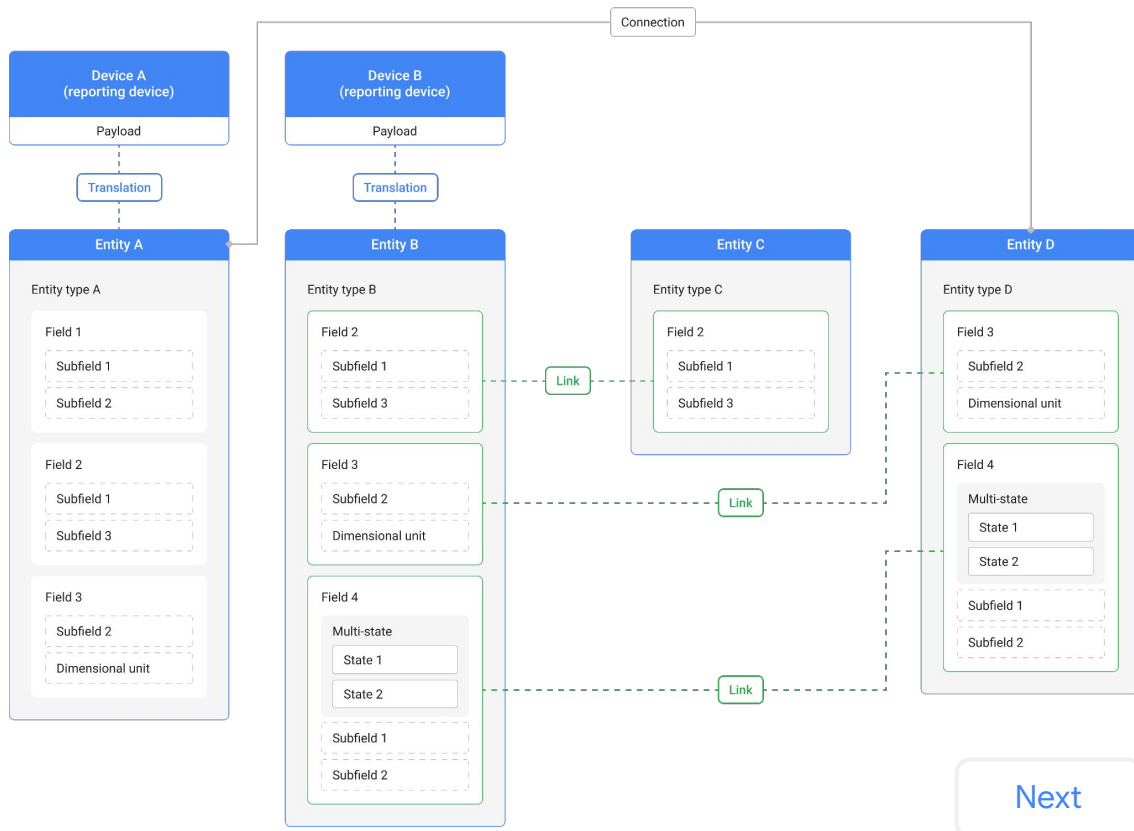 Connection
Device A
(reporting device)
Payload
Translation
Device B
(reporting device)
Payload
Translation
Entity A
Entity type A
Field 1
Subfield 1
Subfield 2
Field 2
Subfield 1
Subfield 3
Field 3
Subfield 2
Dimensional unit
Entity B
Entity type B
Field 2
Subfield 1
Subfield 3
Field 3
Subfield 2
Dimensional unit
Field 4
Multi-state
State 1
State 2
Subfield 1
Subfield 2
Link
Link
Link
Entity C
Entity type C
Field 2
Subfield 1
Subfield 3
Entity D
Entity type D
Field 3
Subfield 2
Dimensional unit
Field 4
Multi-state
State 1
State 2
Subfield 1
Subfield 2
Next